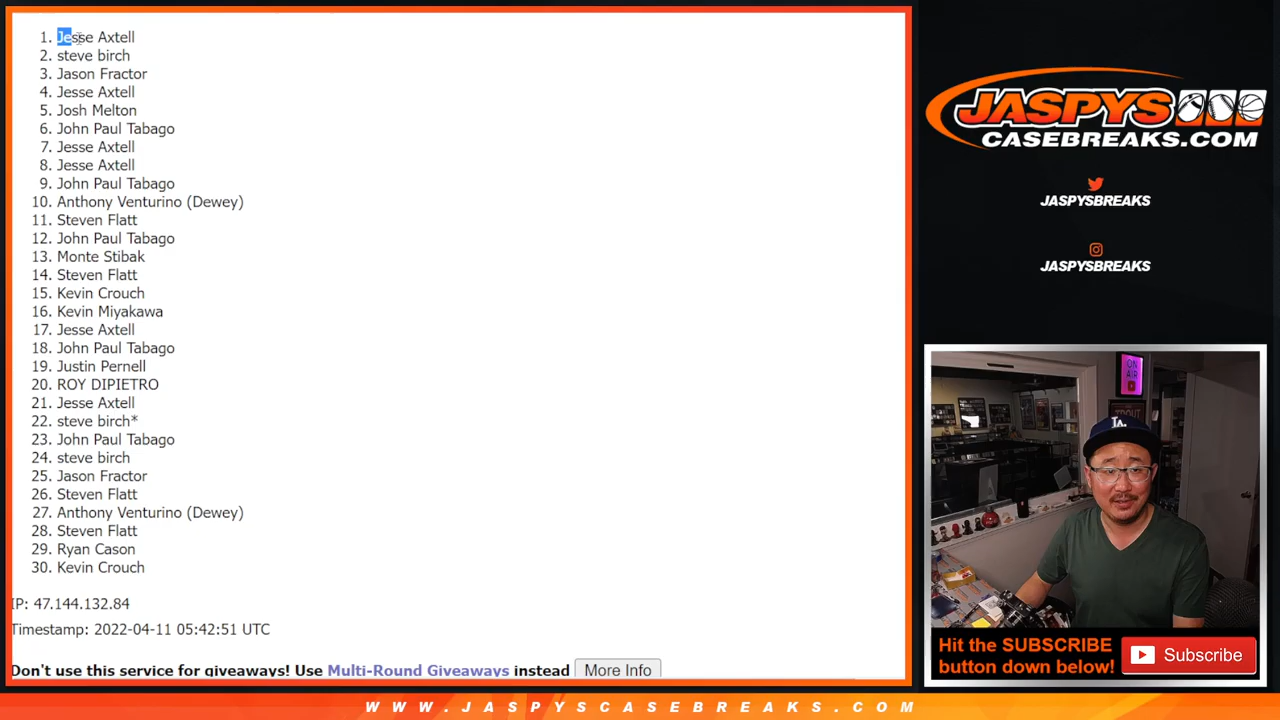 1. Jesse Axtell
2. steve birch
3. Jason Fractor
4. Jesse Axtell
5. Josh Melton
6. John Paul Tabago
7. Jesse Axtell
8. Jesse Axtell
9. John Paul Tabago
10. Anthony Venturino (Dewey)
11. Steven Flatt
12. John Paul Tabago
13. Monte Stibak
14. Steven Flatt
15. Kevin Crouch
16. Kevin Miyakawa
17. Jesse Axtell
18. John Paul Tabago
19. Justin Pernell
20. ROY DIPIETRO
21. Jesse Axtell
22. steve birch*
23. John Paul Tabago
24. steve birch
25. Jason Fractor
26. Steven Flatt
27. Anthony Venturino (Dewey)
28. Steven Flatt
29. Ryan Cason
30. Kevin Crouch
IP: 47.144.132.84
Timestamp: 2022-04-11 05:42:51 UTC
Don't use this service for giveaways! Use Multi-Round Giveaways instead More Info
JASPYS
CASEBREAKS.COM
JASPYSBREAKS
JASPYSBREAKS
ON
AIR
TROUT
LA
Hit the SUBSCRIBE
button down below!
Subscribe
WWW.JASPYSCASEBREAKS.COM